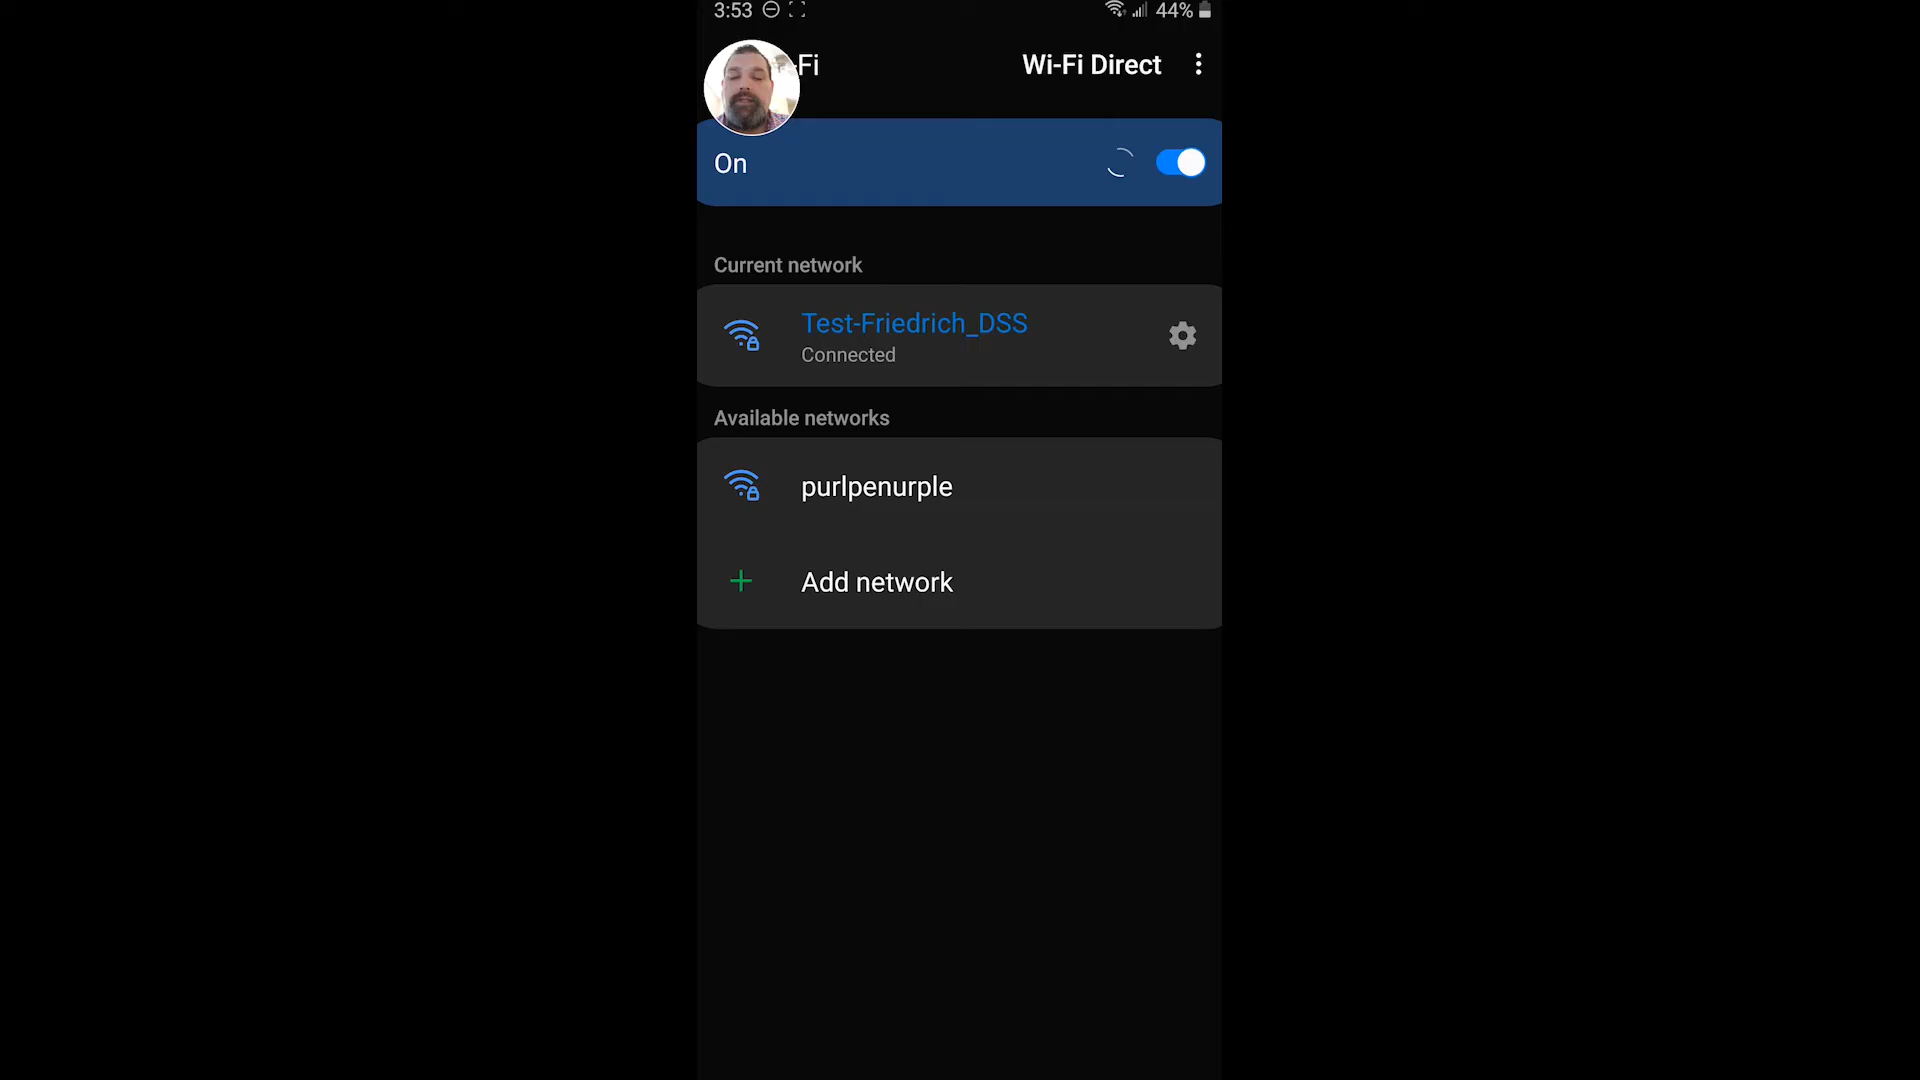 3:53 44%
-Fi Wi-Fi Direct
On
Current network
Test-Friedrich_DSS
Connected
Available networks
purlpenurple
Add network